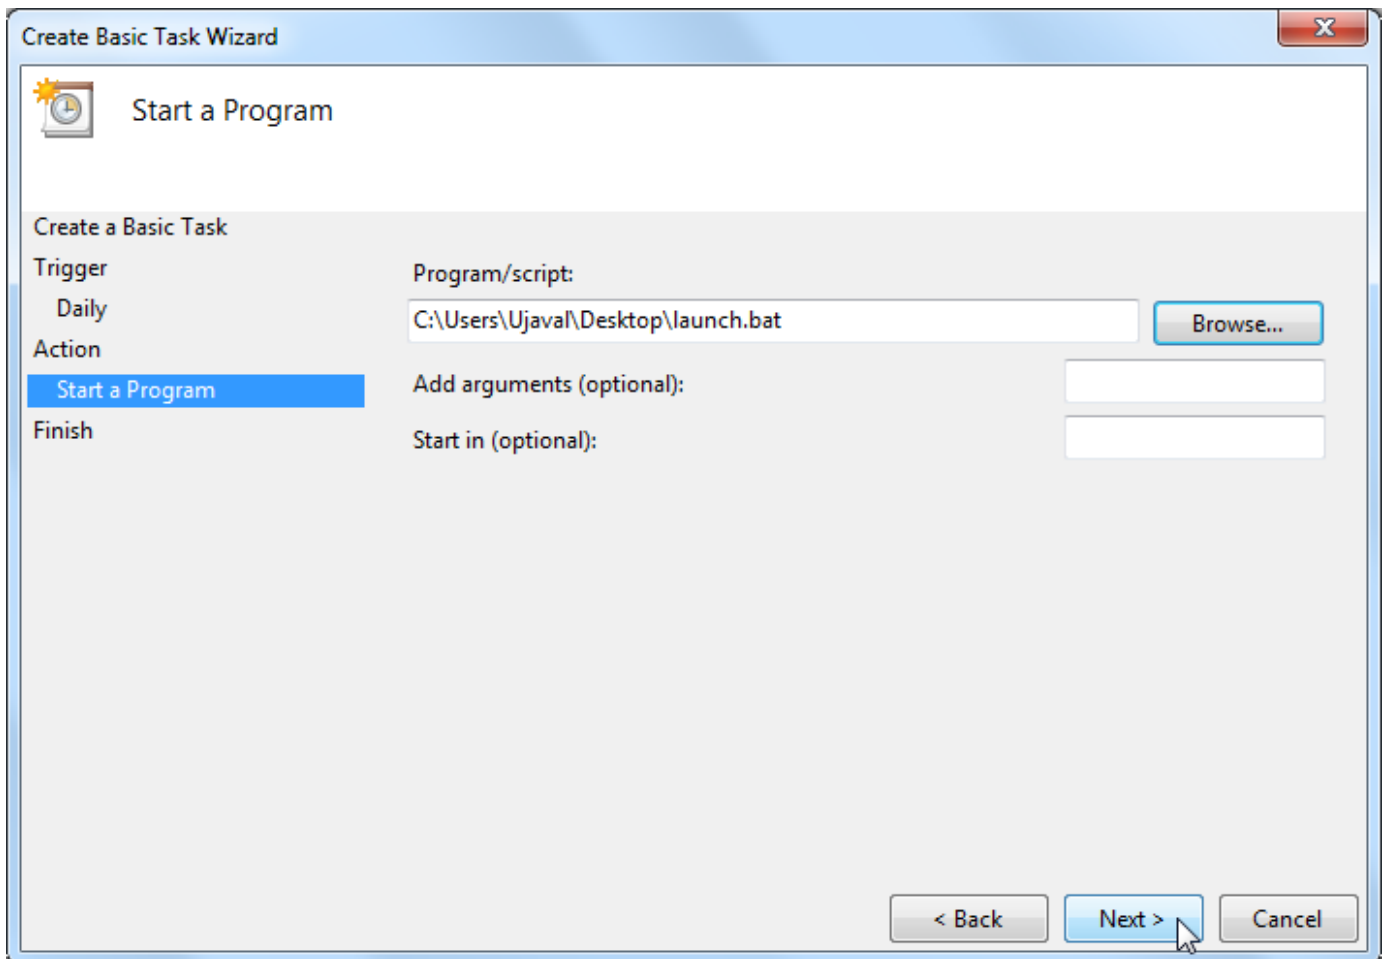 Create Basic Task Wizard
Start a Program
Create a Basic Task
Trigger
Daily
Action
Start a Program
Finish
Program/script:
C:\Users\Ujaval\Desktop\launch.bat
Browse...
Add arguments (optional):
Start in (optional):
< Back
Next >
Cancel